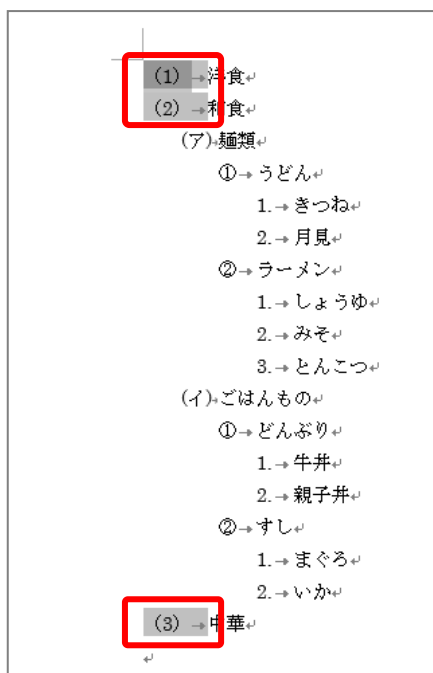 (1) →洋食↵
(2) →和食↵
(ア)→麺類↵
①→うどん↵
1.→きつね↵
2.→月見↵
②→ラーメン↵
1.→しょうゆ↵
2.→みそ↵
3.→とんこつ↵
(イ)→ごはんもの↵
①→どんぶり↵
1.→牛丼↵
2.→親子丼↵
②→すし↵
1.→まぐろ↵
2.→いか↵
(3) →中華↵
↵